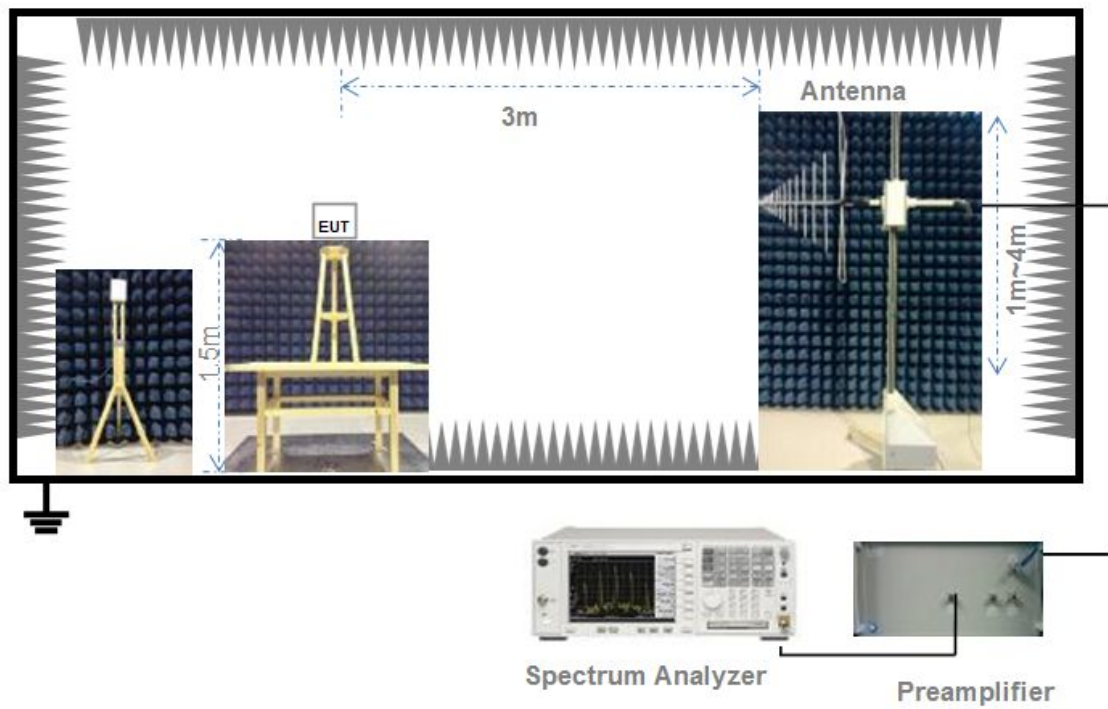 Antenna
3m
EUT
1.5m
1m~4m
Spectrum Analyzer
Preamplifier